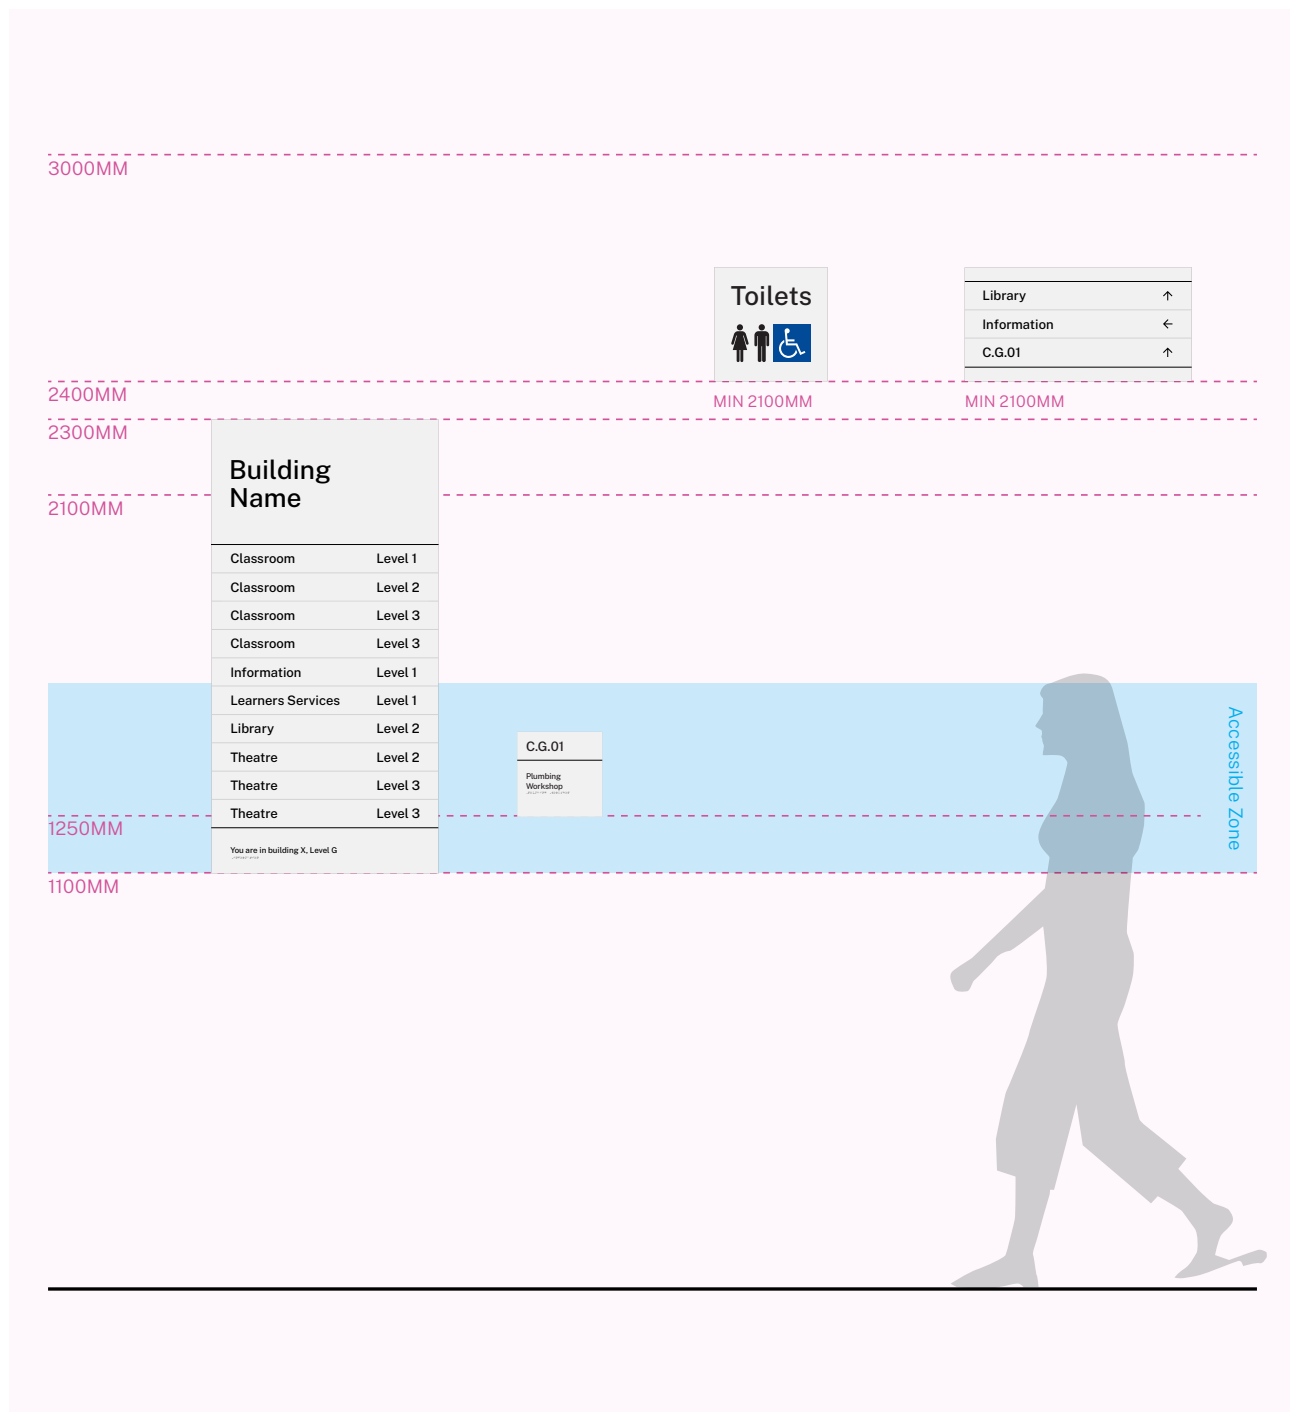 3000MM
Toilets
Library
Information
C.G.01
2400MM
MIN 2100MM
MIN 2100MM
2300MM
Building
Name
2100MM
Classroom Level 1
Classroom Level 2
Classroom Level 3
Classroom Level 3
Information Level 1
Learners Services Level 1
Library Level 2
Theatre Level 2
Theatre Level 3
Theatre Level 3
You are in building X, Level G
C.G.01
Plumbing
Workshop
Accessible Zone
1250MM
1100MM